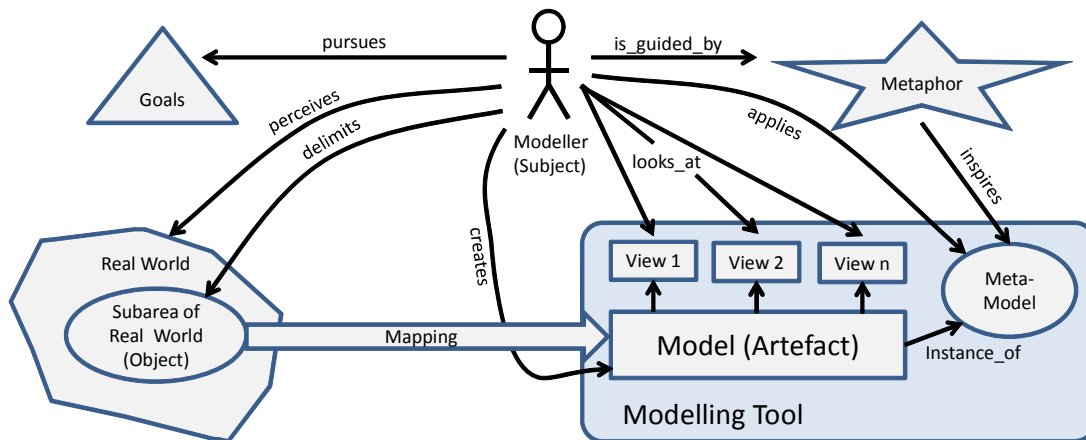 pursues
is_guided_by
Goals
Metaphor
perceives
delimits
Modeller
(Subject)
applies
looks_at
inspires
creates
Real World
View 1
View 2
View n
Meta-
Model
Subarea of
Real World
(Object)
Mapping
Model (Artefact)
Instance_of
Modelling Tool